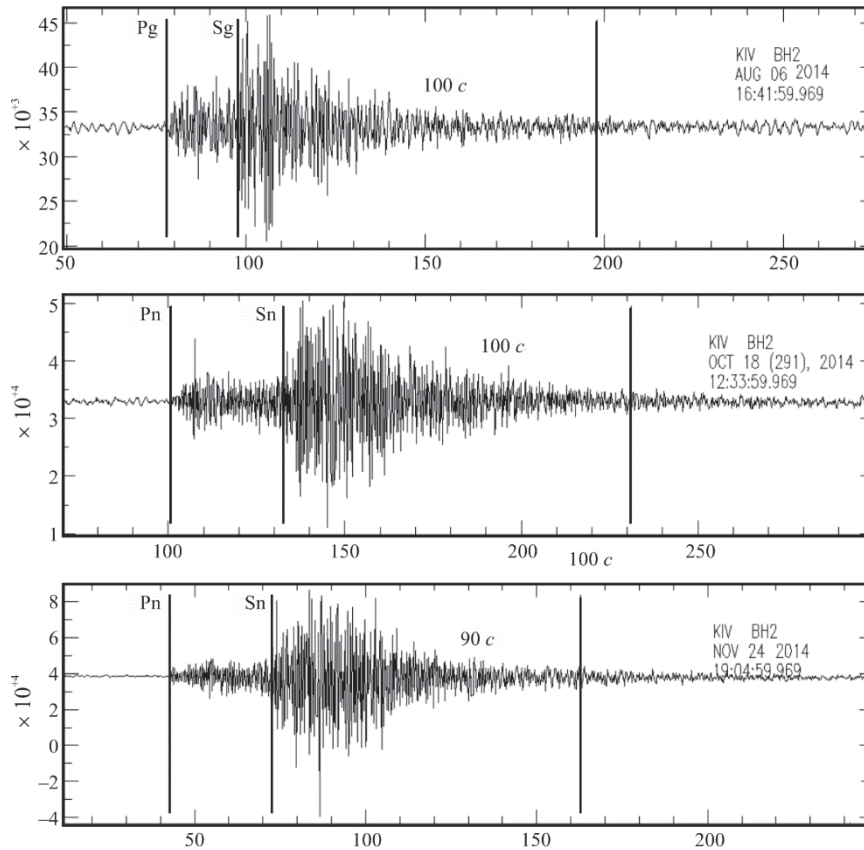 45
40
35
33
25
20
× 10⁺³
Pg
Sg
100 c
KIV BH2
AUG 06 2014
16:41:59.969
50
100
150
200
250
5
4
3
2
1
× 10⁺⁴
Pn
Sn
100 c
KIV BH2
OCT 18 (291), 2014
12:33:59.969
100
150
200
250
100 c
8
6
4
2
0
–2
–4
× 10⁺⁴
Pn
Sn
90 c
KIV BH2
NOV 24 2014
19:04:59.969
50
100
150
200